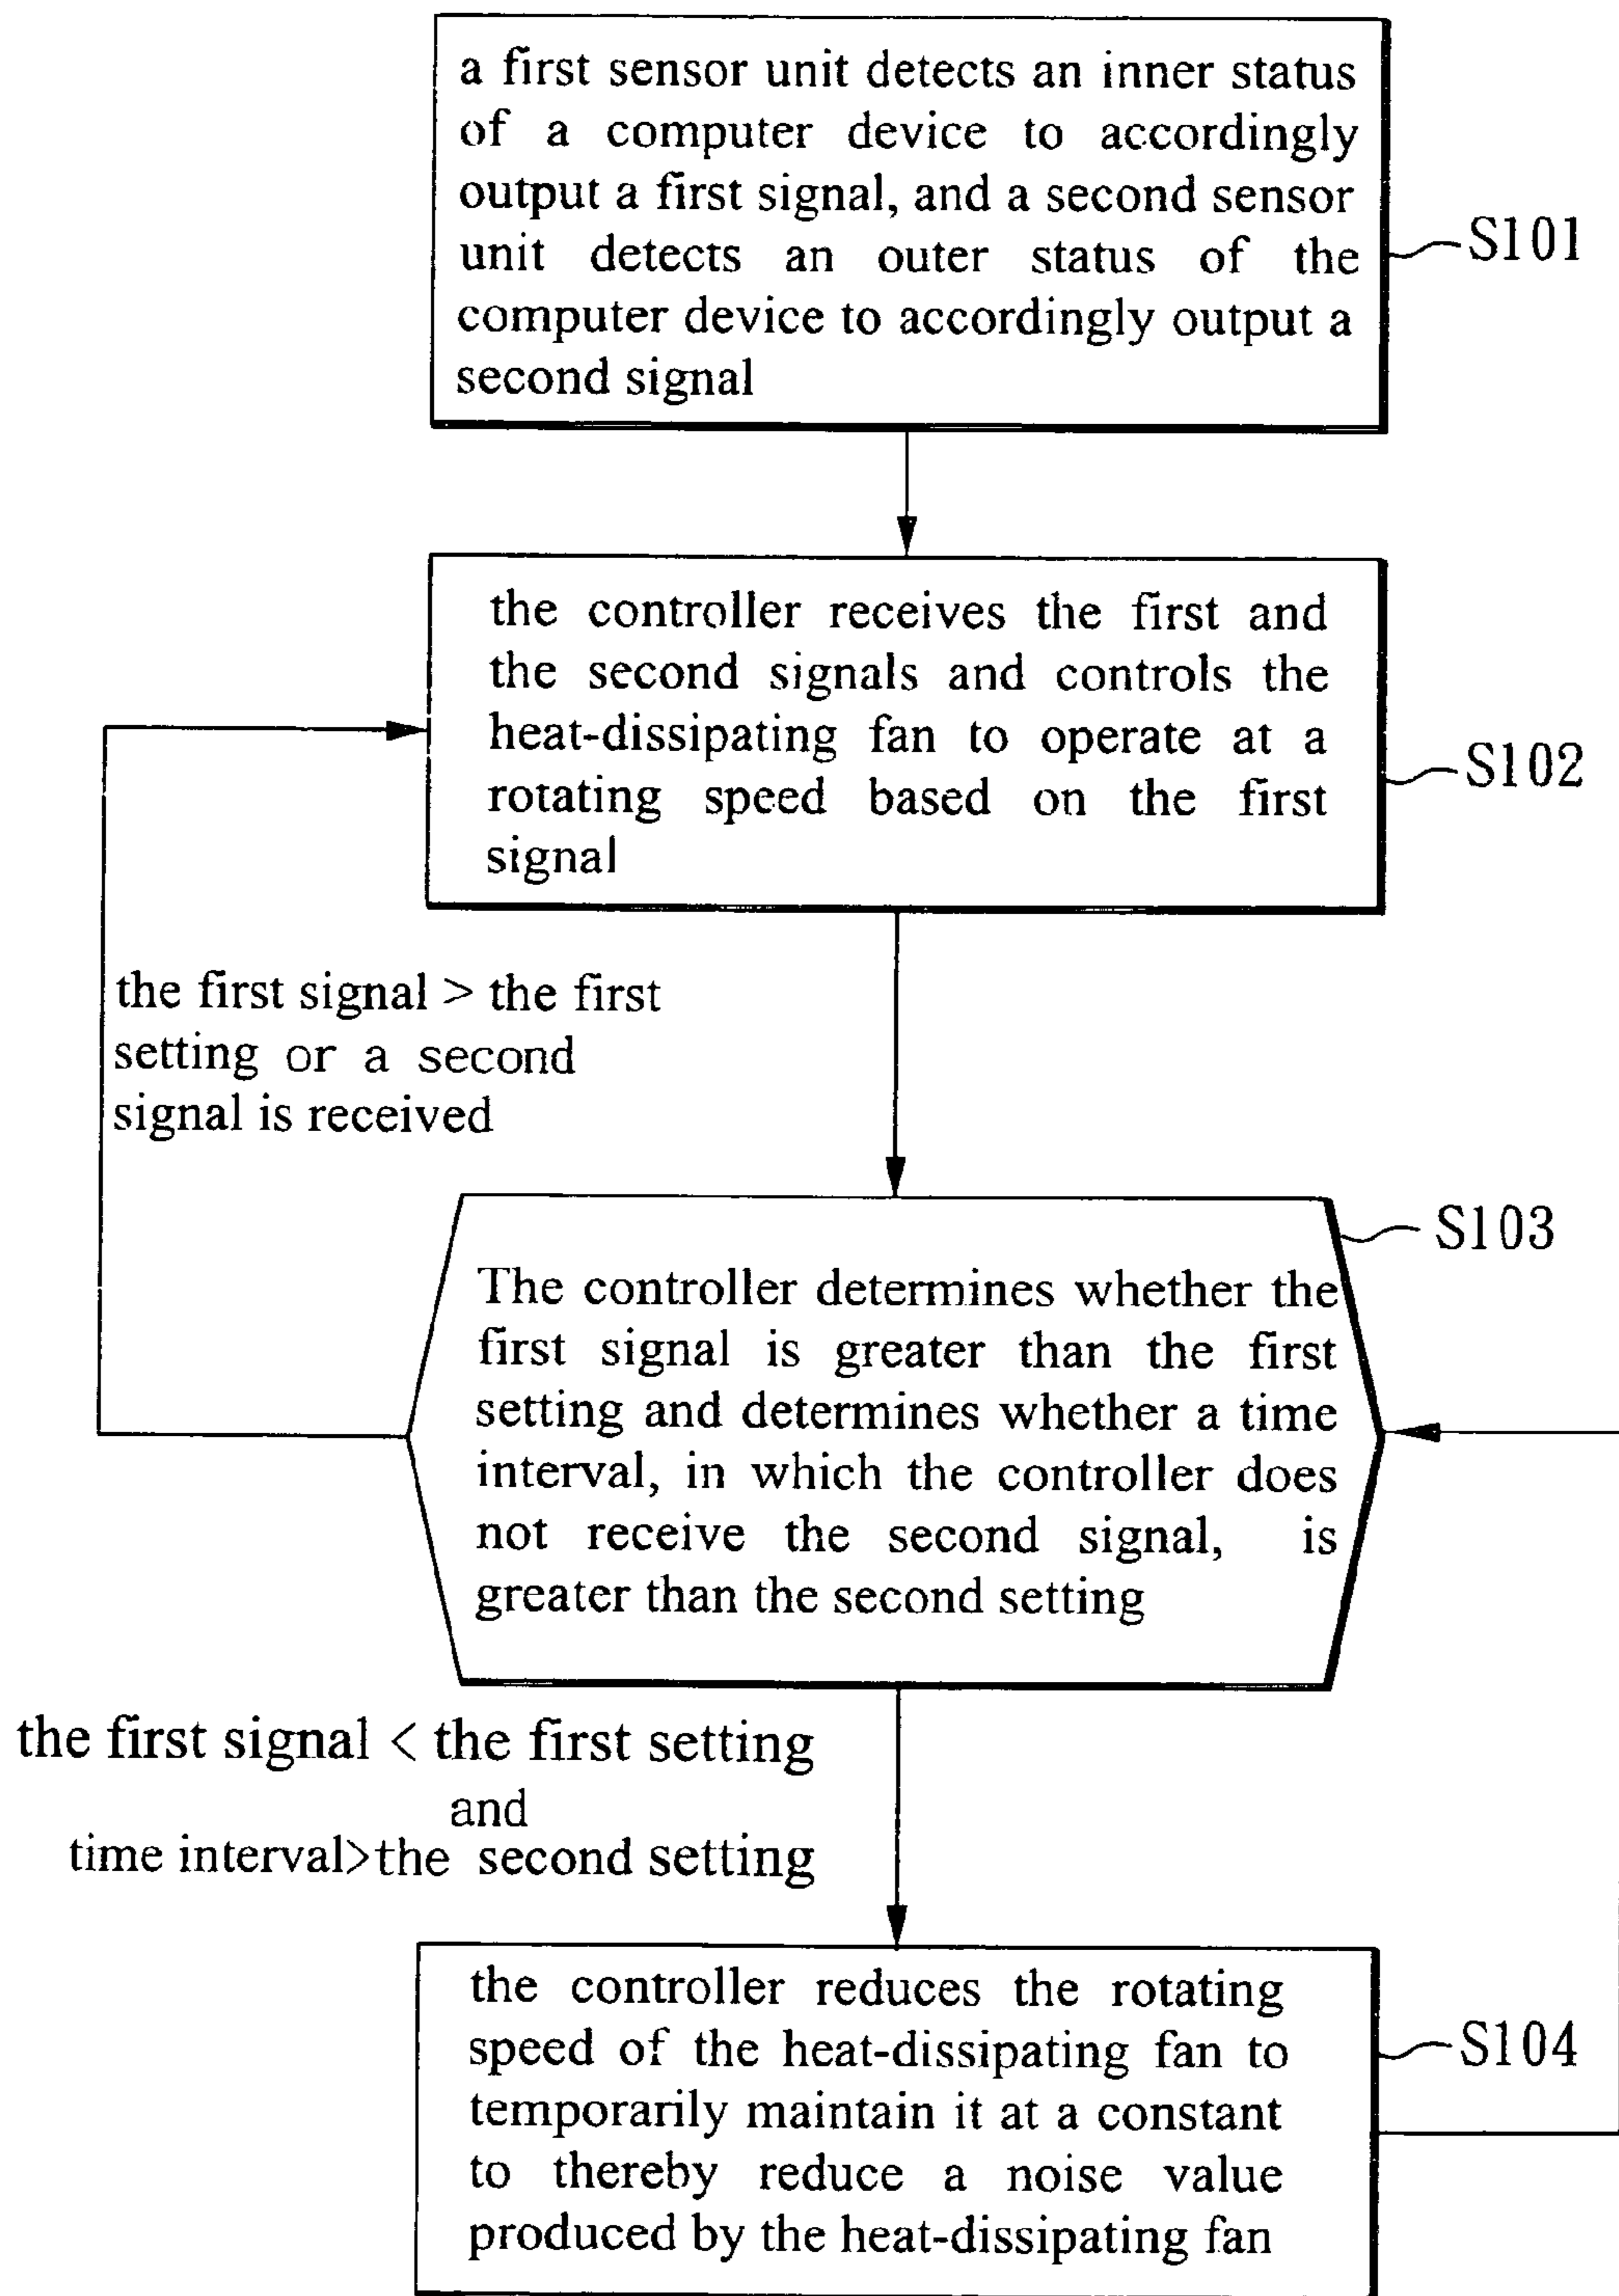 a first sensor unit detects an inner status
of a computer device to accordingly
output a first signal, and a second sensor
unit detects an outer status of the
computer device to accordingly output a
second signal
S101
the controller receives the first and
the second signals and controls the
heat-dissipating fan to operate at a
rotating speed based on the first
signal
S102
the first signal > the first
setting or a second
signal is received
S103
The controller determines whether the
first signal is greater than the first
setting and determines whether a time
interval, in which the controller does
not receive the second signal, is
greater than the second setting
the first signal < the first setting
and
time interval>the second setting
the controller reduces the rotating
speed of the heat-dissipating fan to
temporarily maintain it at a constant
to thereby reduce a noise value
produced by the heat-dissipating fan
S104